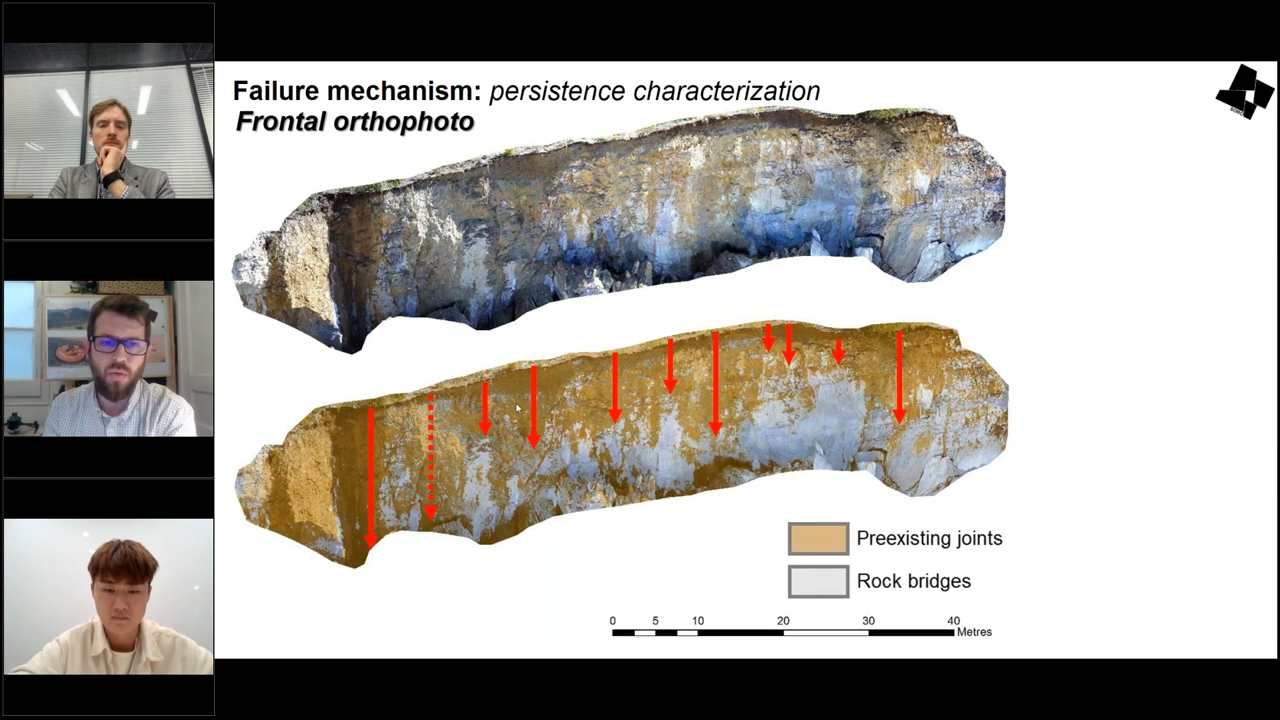 Failure mechanism: persistence characterization
Frontal orthophoto
Preexisting joints
Rock bridges
0 5 10 20 30 40
Metres